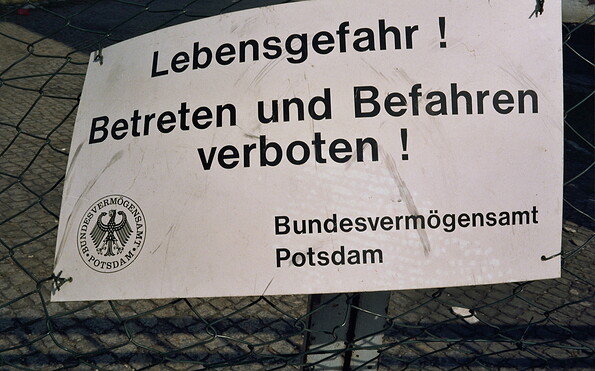 Lebensgefahr !
Betreten und Befahren
verboten !
BUNDESVERMÖGENSAMT
• POTSDAM •
Bundesvermögensamt
Potsdam